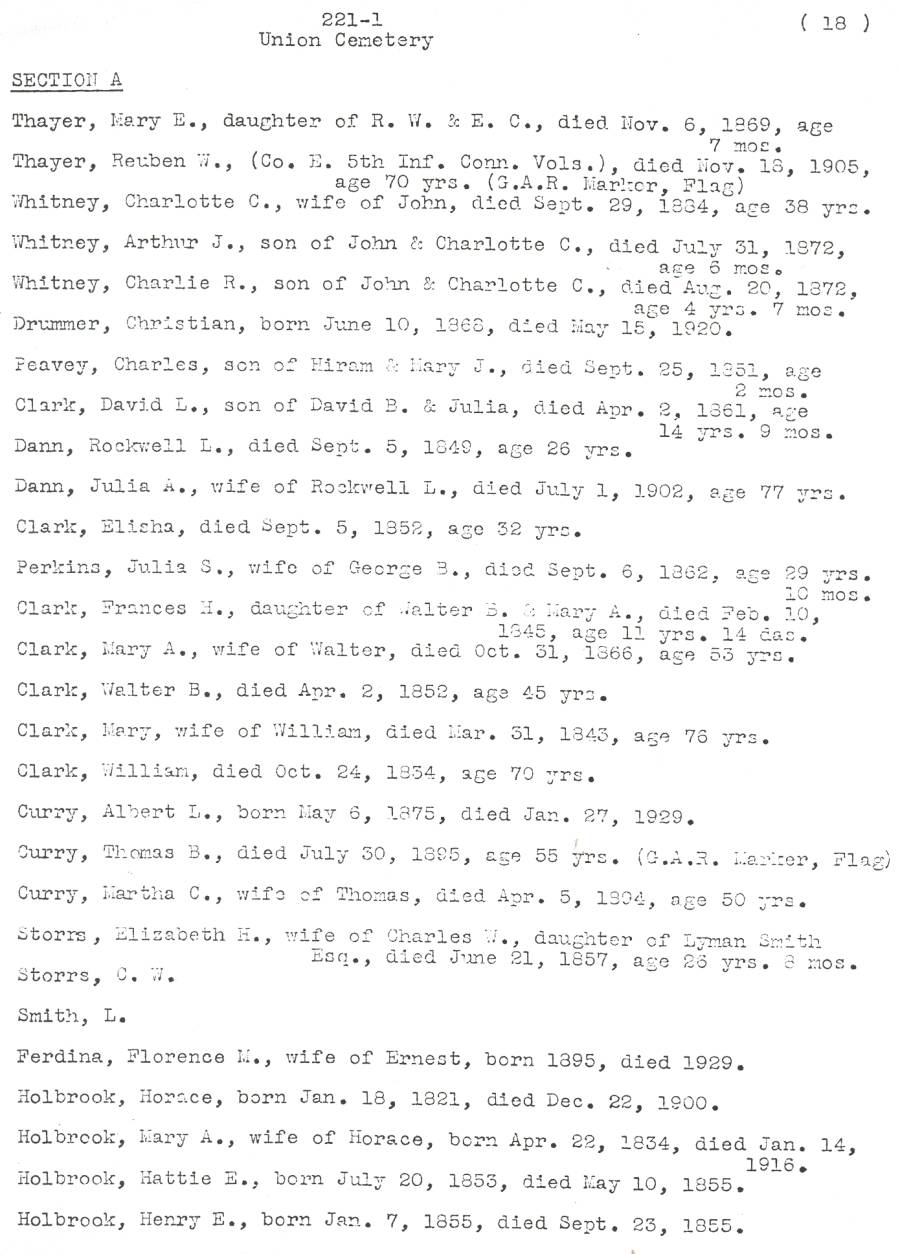 221-1 ( 18 )
Union Cemetery
SECTION A
Thayer, Mary E., daughter of R. W. & E. C., died Nov. 6, 1869, age
7 mos.
Thayer, Reuben W., (Co. E. 5th Inf. Conn. Vols.), died Nov. 18, 1905,
age 70 yrs. (G.A.R. Marker, Flag)
Whitney, Charlotte C., wife of John, died Sept. 29, 1884, age 38 yrs.
Whitney, Arthur J., son of John & Charlotte C., died July 31, 1872,
age 6 mos.
Whitney, Charlie R., son of John & Charlotte C., died Aug. 20, 1872,
age 4 yrs. 7 mos.
Drummer, Christian, born June 10, 1868, died May 15, 1920.
Peavey, Charles, son of Hiram & Mary J., died Sept. 25, 1851, age
2 mos.
Clark, David L., son of David B. & Julia, died Apr. 2, 1861, age
14 yrs. 9 mos.
Dann, Rockwell L., died Sept. 5, 1849, age 26 yrs.
Dann, Julia A., wife of Rockwell L., died July 1, 1902, age 77 yrs.
Clark, Elisha, died Sept. 5, 1852, age 32 yrs.
Perkins, Julia S., wife of George B., died Sept. 6, 1862, age 29 yrs.
10 mos.
Clark, Frances H., daughter of Walter B. & Mary A., died Feb. 10,
1845, age 11 yrs. 14 das.
Clark, Mary A., wife of Walter, died Oct. 31, 1866, age 53 yrs.
Clark, Walter B., died Apr. 2, 1852, age 45 yrs.
Clark, Mary, wife of William, died Mar. 31, 1843, age 76 yrs.
Clark, William, died Oct. 24, 1834, age 70 yrs.
Curry, Albert L., born May 6, 1875, died Jan. 27, 1929.
Curry, Thomas B., died July 30, 1895, age 55 yrs. (G.A.R. Marker, Flag)
Curry, Martha C., wife of Thomas, died Apr. 5, 1894, age 50 yrs.
Storrs, Elizabeth H., wife of Charles W., daughter of Lyman Smith
Esq., died June 21, 1857, age 26 yrs. 8 mos.
Storrs, C. W.
Smith, L.
Ferdina, Florence M., wife of Ernest, born 1895, died 1929.
Holbrook, Horace, born Jan. 18, 1821, died Dec. 22, 1900.
Holbrook, Mary A., wife of Horace, born Apr. 22, 1834, died Jan. 14,
1916.
Holbrook, Hattie E., born July 20, 1853, died May 10, 1855.
Holbrook, Henry E., born Jan. 7, 1855, died Sept. 23, 1855.